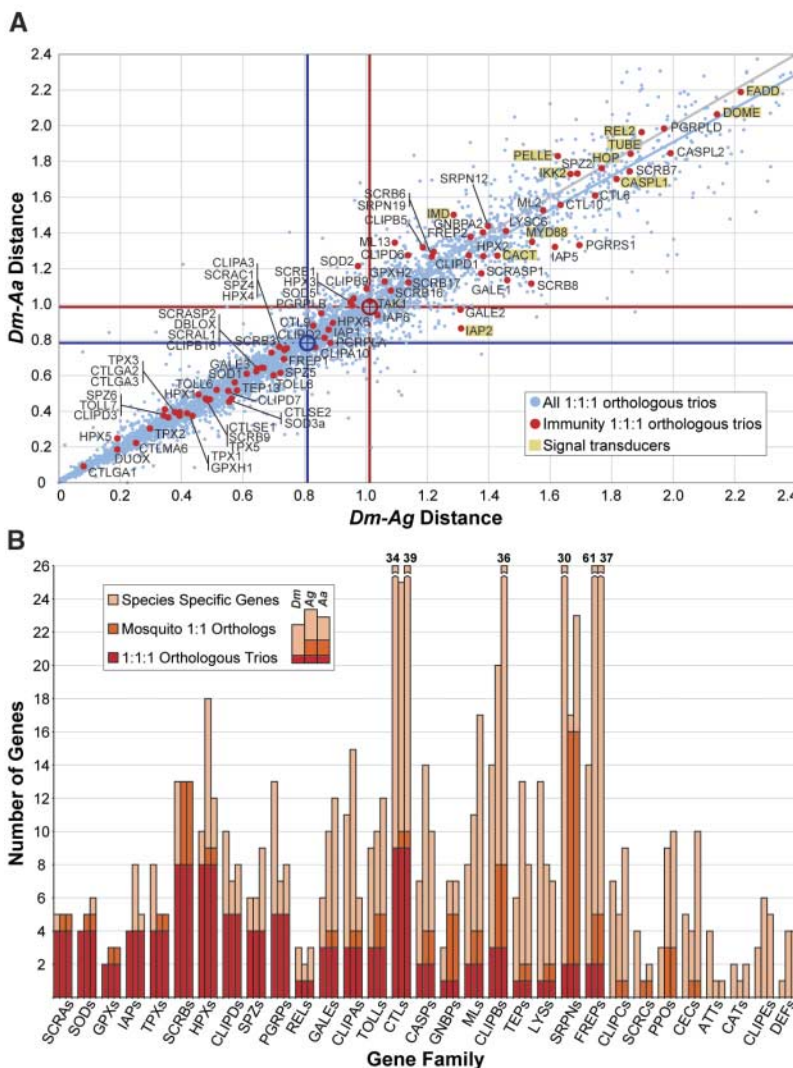 A
2.4
2.2
2.0
1.8
1.6
1.4
1.2
1.0
0.8
0.6
0.4
0.2
0
Dm-Aa Distance
FADD
DOME
REL2
PGRPLD
TUBE
PELLE
HOP
CASPL2
SPZ2
SCRB7
IKK2
CASPL1
SRPN12
CTL6
ML2
CTL10
SCRB6
SRPN19
IMD
LYSC6
CLIPB5
GNBPA2
MYD88
FREP2
ML13
HPX2
PGRPS1
CLIPD6
CACT
IAP5
CLIPD1
CLIPA3
SOD2
SCRAC1
SCRB1
GPXH2
SCRASP1
SPZ4
HPX3
CLIPB9
SCRB17
SCRB8
HPX4
SOD5
SCRB16
GALE1
PGRPLB
TAK1
SCRASP2
GALE2
DBLOX
CTL9
HPX6
IAP6
SCRAL1
CLIPD2
IAP1
IAP2
CLIPB16
SCRB3
PGRPLA
TPX3
CLIPA10
CTLGA2
GALE3
FREP1
CTLGA3
SOD1
SPZ5
SPZ6
TOLL6
TOLL8
TOLL7
HPX1
TEP13
CLIPD3
CLIPD7
CTLSE2
HPX5
TPX2
CTLSE1
SOD3a
SCRB9
DUOX
CTLMA6
TPX5
TPX1
CTLGA1
GPXH1
All 1:1:1 orthologous trios
Immunity 1:1:1 orthologous trios
Signal transducers
0 0.2 0.4 0.6 0.8 1.0 1.2 1.4 1.6 1.8 2.0 2.2 2.4
Dm-Ag Distance
B
34 39 36 30 61 37
26
24
22
20
18
16
14
12
10
8
6
4
2
Number of Genes
Species Specific Genes
Mosquito 1:1 Orthologs
1:1:1 Orthologous Trios
Dm Ag Aa
SCRAs SODs GPXs IAPs TPXs SCRBs HPXs CLIPDs SPZs PGRPs RELs GALEs CLIPAs TOLLs CTLs CASPs GNBPs MLs CLIPBs TEPs LYSs SRPNs FREPs CLIPCs SCRCs PPOs CECs ATTs CATs CLIPEs DEFs
Gene Family